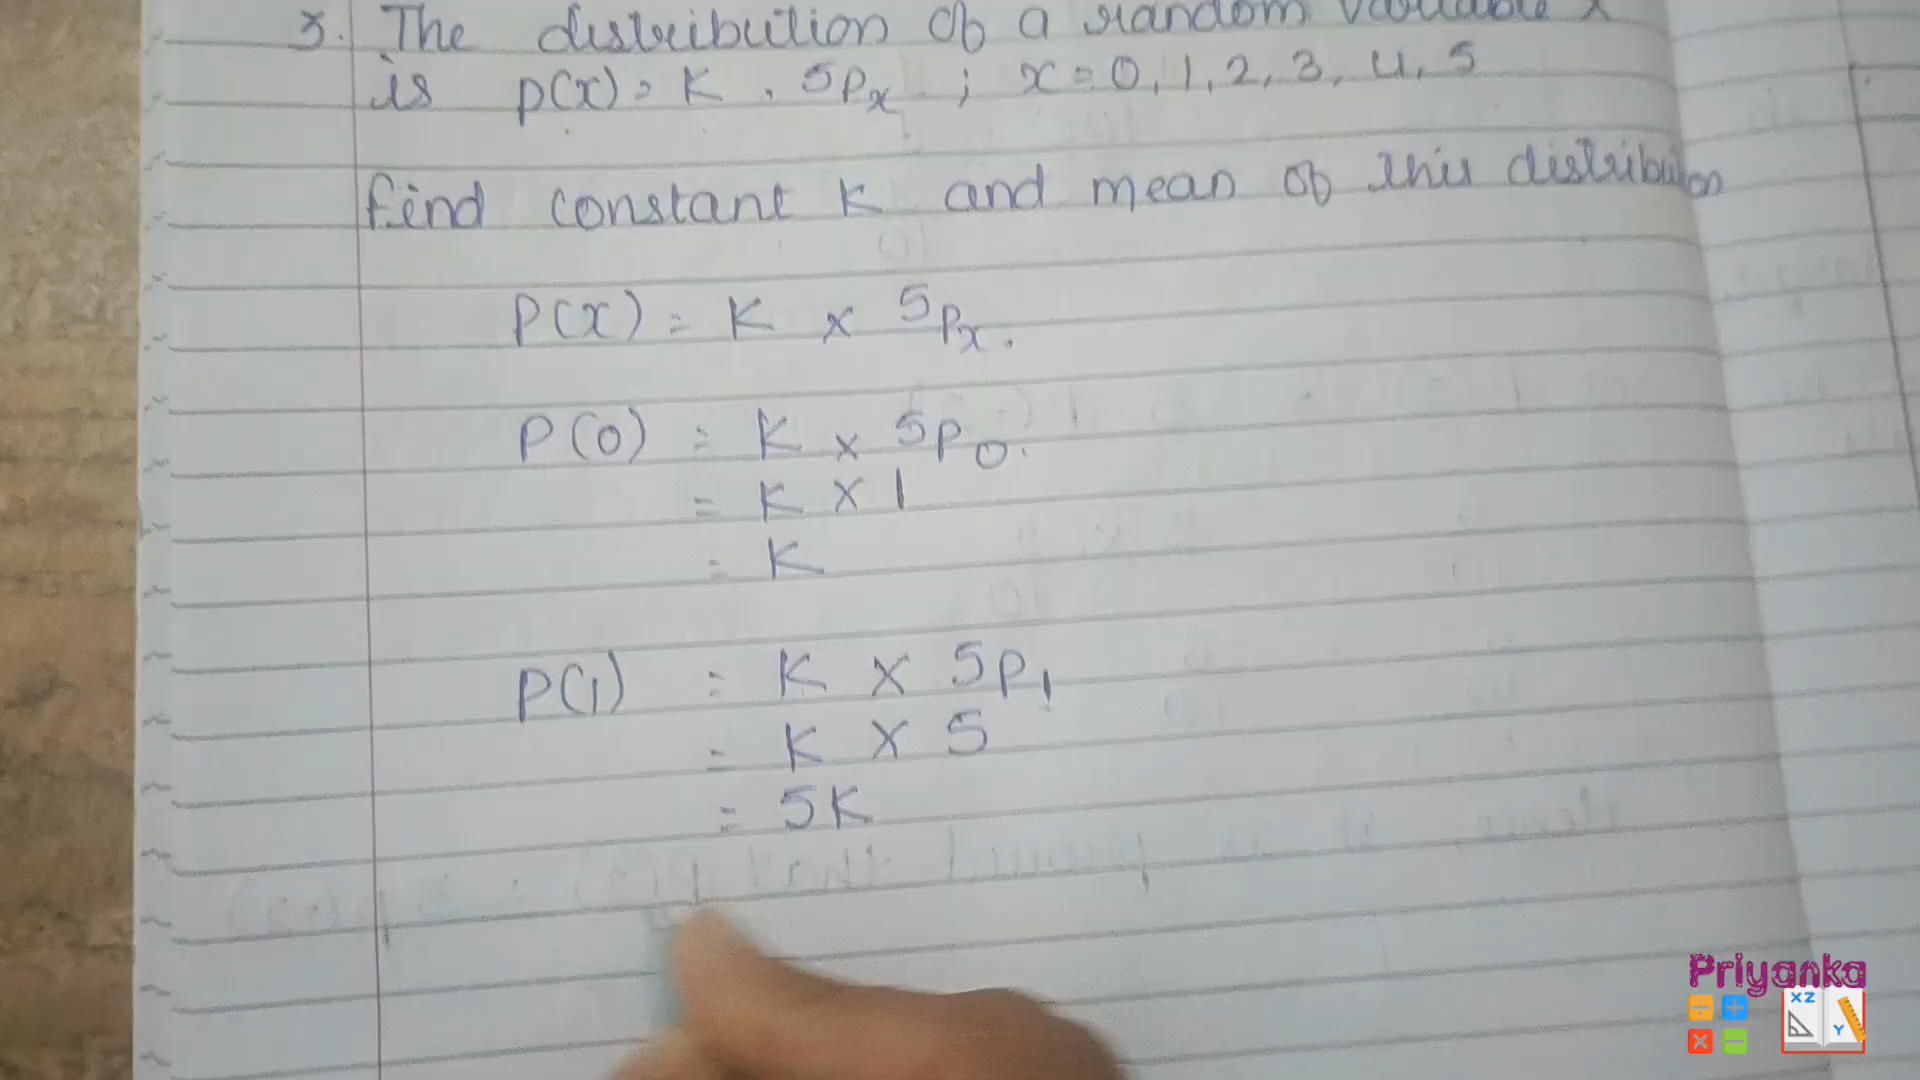 3. The distribution of a random variable x
is p(x) = K . 5Px ; x = 0, 1, 2, 3, 4, 5
find constant K and mean of this distribution
P(x) = K × 5Px.
P(0) = K × 5P0.
= K × 1
= K
P(1) = K × 5P1
= K × 5
= 5K
Priyanka
XZ
Y